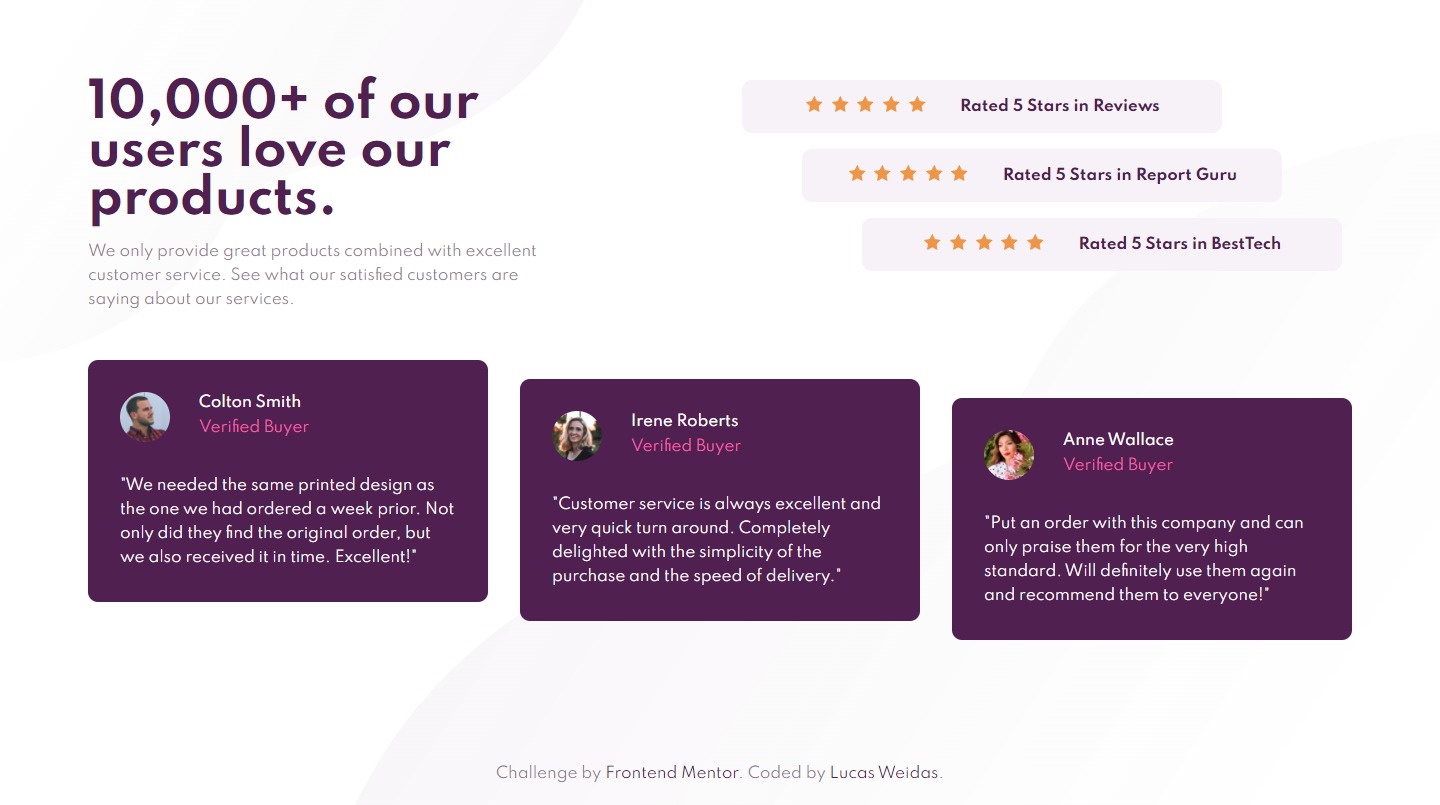 10,000+ of our
users love our
products.
We only provide great products combined with excellent
customer service. See what our satisfied customers are
saying about our services.
Rated 5 Stars in Reviews
Rated 5 Stars in Report Guru
Rated 5 Stars in BestTech
Colton Smith
Verified Buyer
"We needed the same printed design as
the one we had ordered a week prior. Not
only did they find the original order, but
we also received it in time. Excellent!"
Irene Roberts
Verified Buyer
"Customer service is always excellent and
very quick turn around. Completely
delighted with the simplicity of the
purchase and the speed of delivery."
Anne Wallace
Verified Buyer
"Put an order with this company and can
only praise them for the very high
standard. Will definitely use them again
and recommend them to everyone!"
Challenge by Frontend Mentor. Coded by Lucas Weidas.